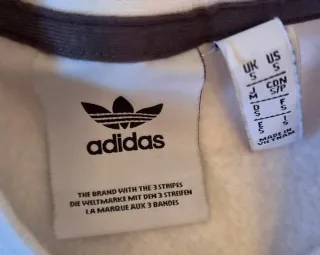 adidas
THE BRAND WITH THE 3 STRIPES
DIE WELTMARKE MIT DEN 3 STREIFEN
LA MARQUE AUX 3 BANDES
UK US
S S
J CDN
M S/P
D F
S S
E I
S S
MADE IN
VIETNAM